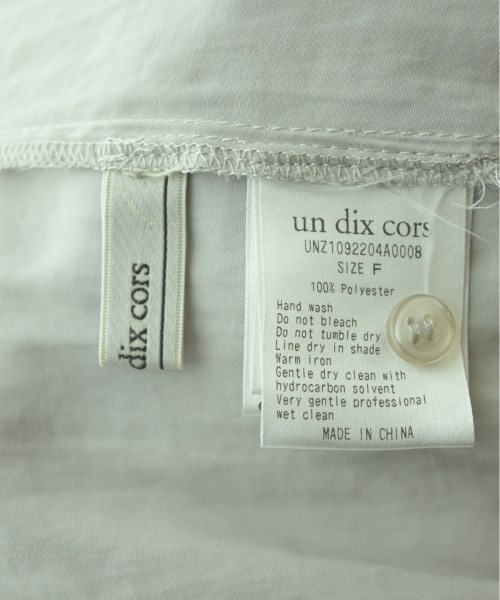 dix cors
un dix cors
UNZ1092204A0008
SIZE F
100% Polyester
Hand wash
Do not bleach
Do not tumble dry
Line dry in shade
Warm iron
Gentle dry clean with
hydrocarbon solvent
Very gentle professional
wet clean
MADE IN CHINA